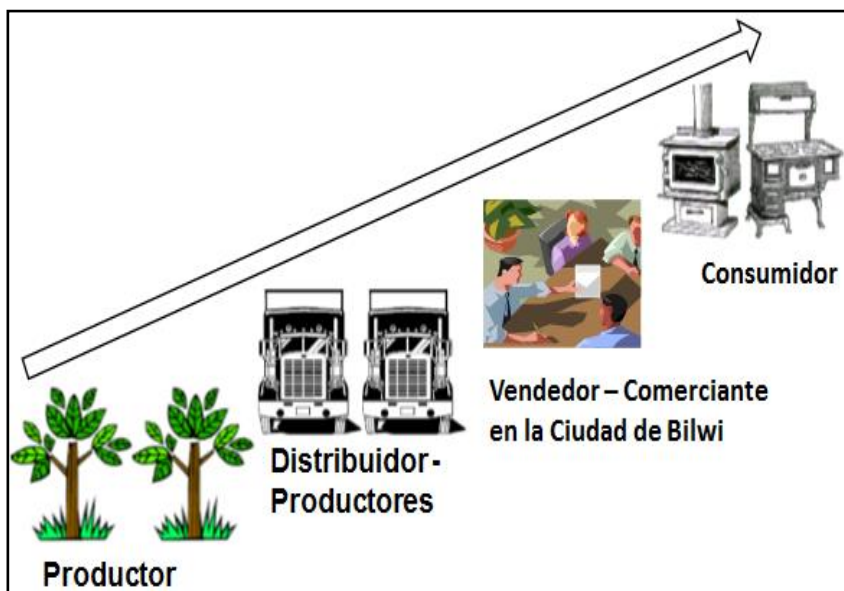 Consumidor
Vendedor – Comerciante
en la Ciudad de Bilwi
Distribuidor -
Productores
Productor